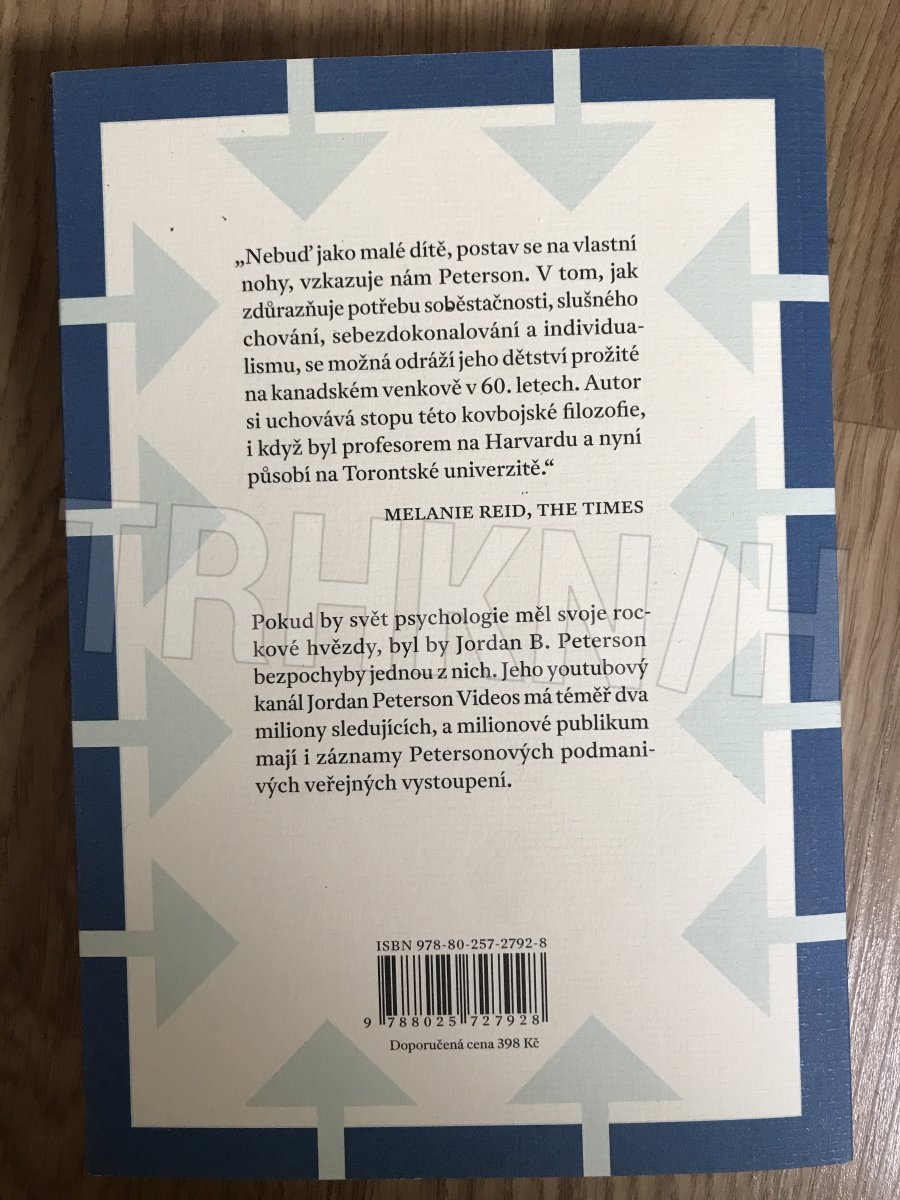 „Nebuď jako malé dítě, postav se na vlastní
nohy, vzkazuje nám Peterson. V tom, jak
zdůrazňuje potřebu soběstačnosti, slušného
chování, sebezdokonalování a individua-
lismu, se možná odráží jeho dětství prožité
na kanadském venkově v 60. letech. Autor
si uchovává stopu této kovbojské filozofie,
i když byl profesorem na Harvardu a nyní
působí na Torontské univerzitě.“
MELANIE REID, THE TIMES
TRHKNIH
Pokud by svět psychologie měl svoje roc-
kové hvězdy, byl by Jordan B. Peterson
bezpochyby jednou z nich. Jeho youtubový
kanál Jordan Peterson Videos má téměř dva
miliony sledujících, a milionové publikum
mají i záznamy Petersonových podmani-
vých veřejných vystoupení.
ISBN 978-80-257-2792-8
9 788025 727928
Doporučená cena 398 Kč